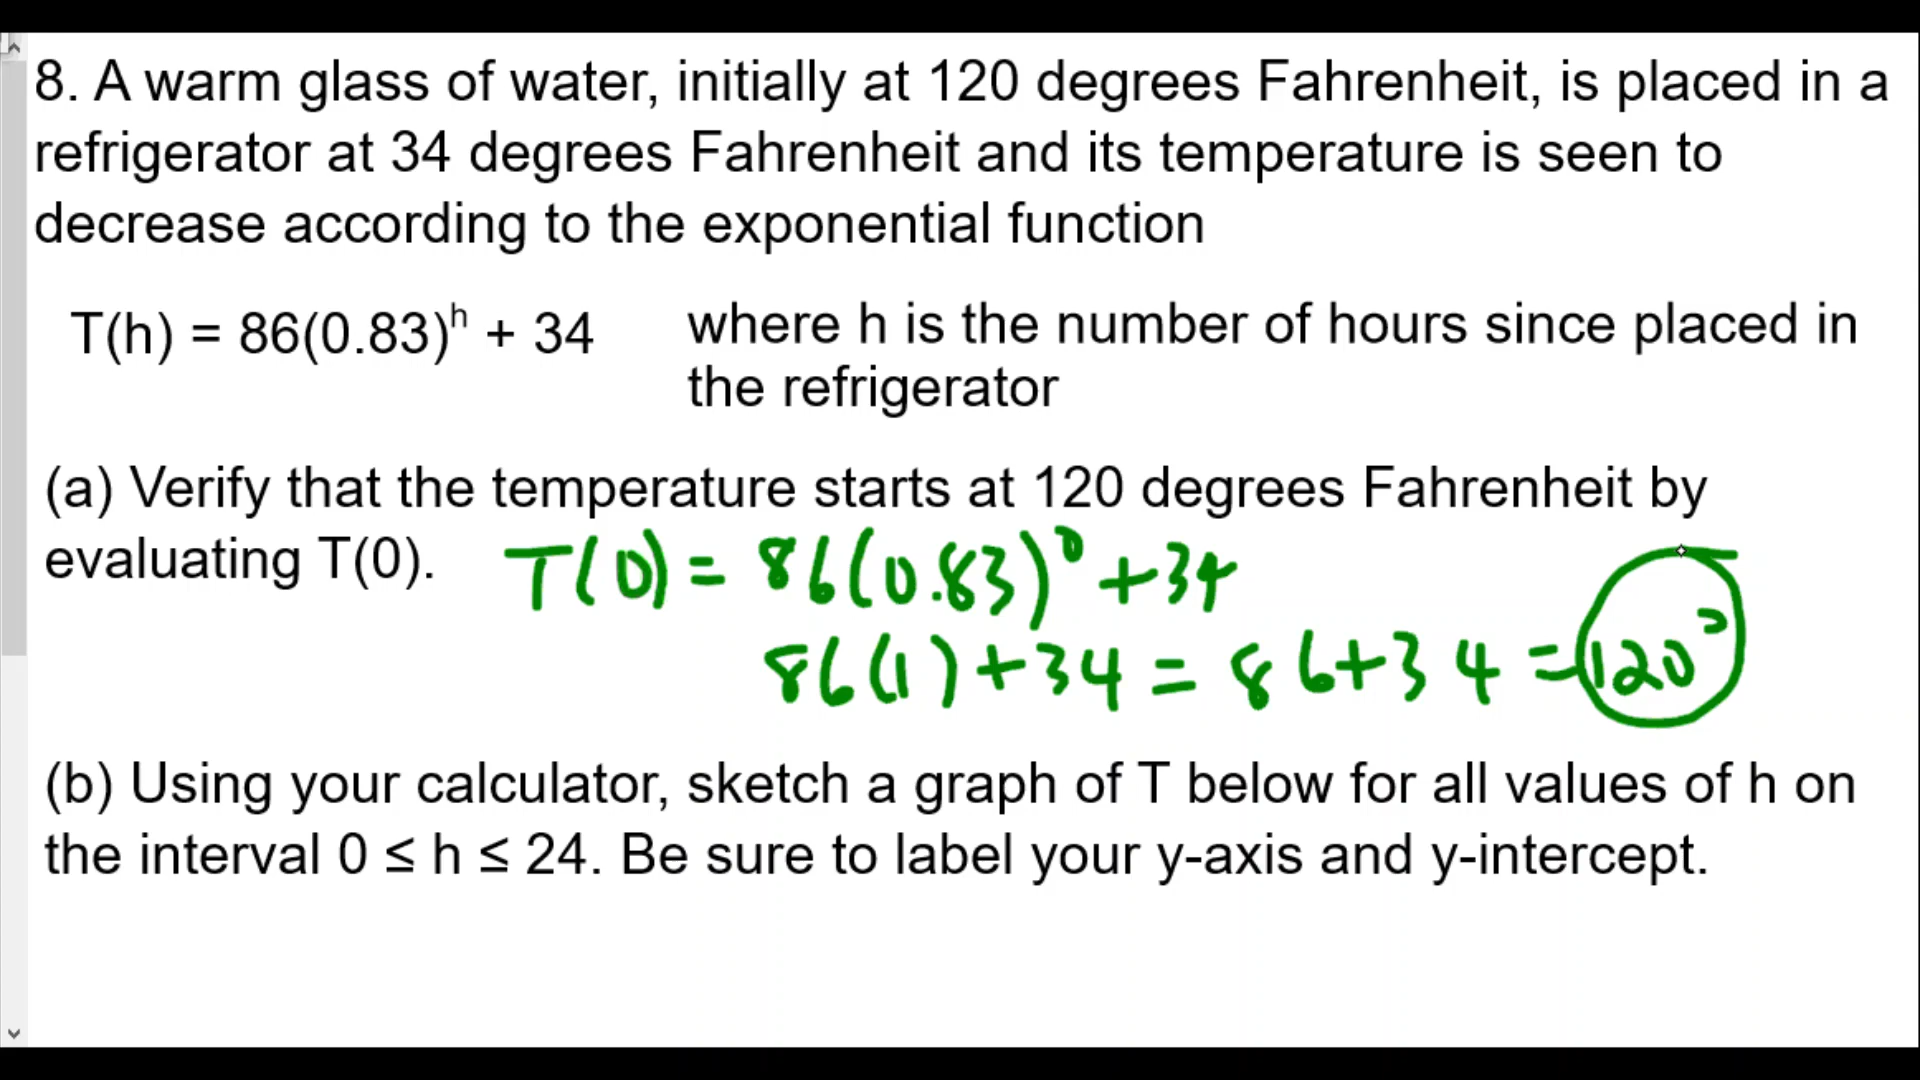 8. A warm glass of water, initially at 120 degrees Fahrenheit, is placed in a
refrigerator at 34 degrees Fahrenheit and its temperature is seen to
decrease according to the exponential function
T(h) = 86(0.83)^h + 34
where h is the number of hours since placed in
the refrigerator
(a) Verify that the temperature starts at 120 degrees Fahrenheit by
evaluating T(0).
T(0) = 86(0.83)^0 + 34
86(1) + 34 = 86 + 34 = 120°
(b) Using your calculator, sketch a graph of T below for all values of h on
the interval 0 ≤ h ≤ 24. Be sure to label your y-axis and y-intercept.